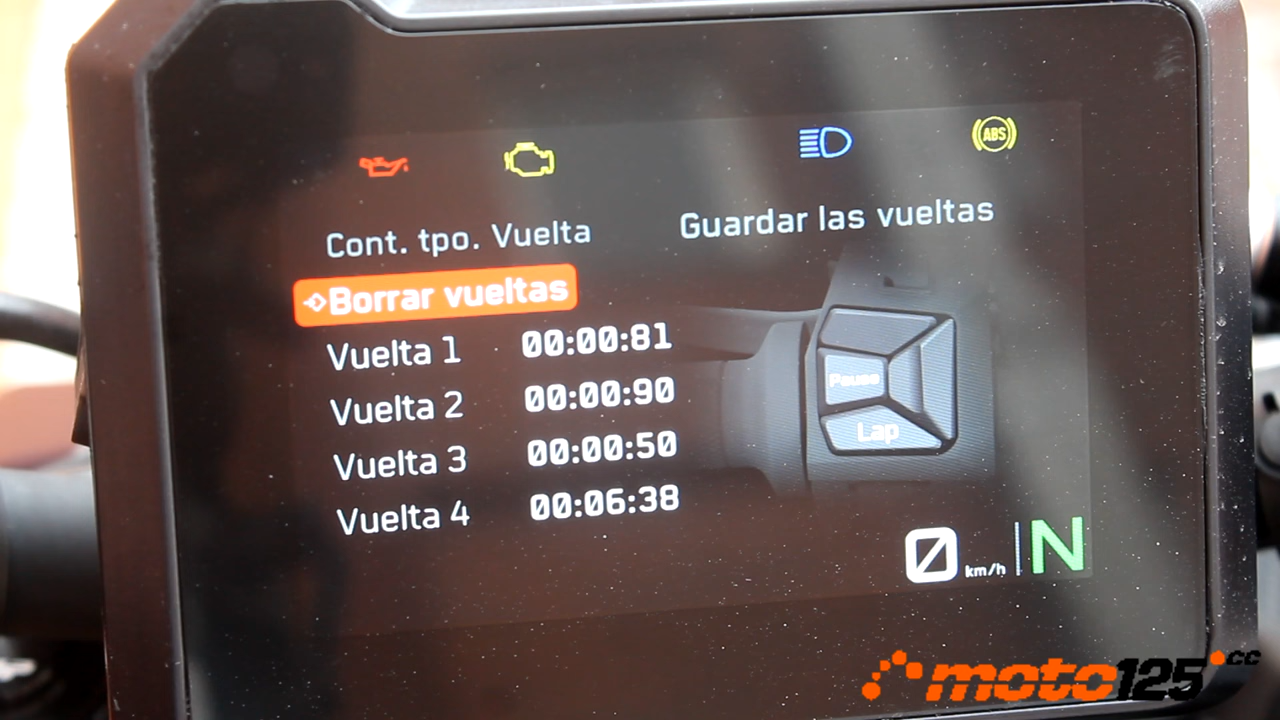 ABS
Cont. tpo. Vuelta
Guardar las vueltas
Borrar vueltas
Vuelta 1 00:00:81
Vuelta 2 00:00:90
Vuelta 3 00:00:50
Vuelta 4 00:06:38
Pause
Lap
0 km/h N
moto125.cc